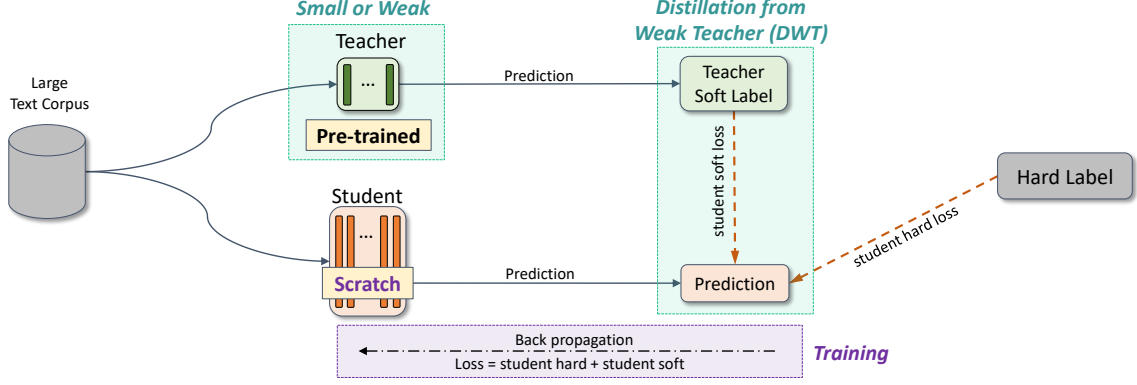 Small or Weak
Distillation from
Weak Teacher (DWT)
Teacher
...
Pre-trained
Large
Text Corpus
Prediction
Teacher
Soft Label
student soft loss
Hard Label
student hard loss
Student
...
Scratch
Prediction
Prediction
Back propagation
Loss = student hard + student soft
Training